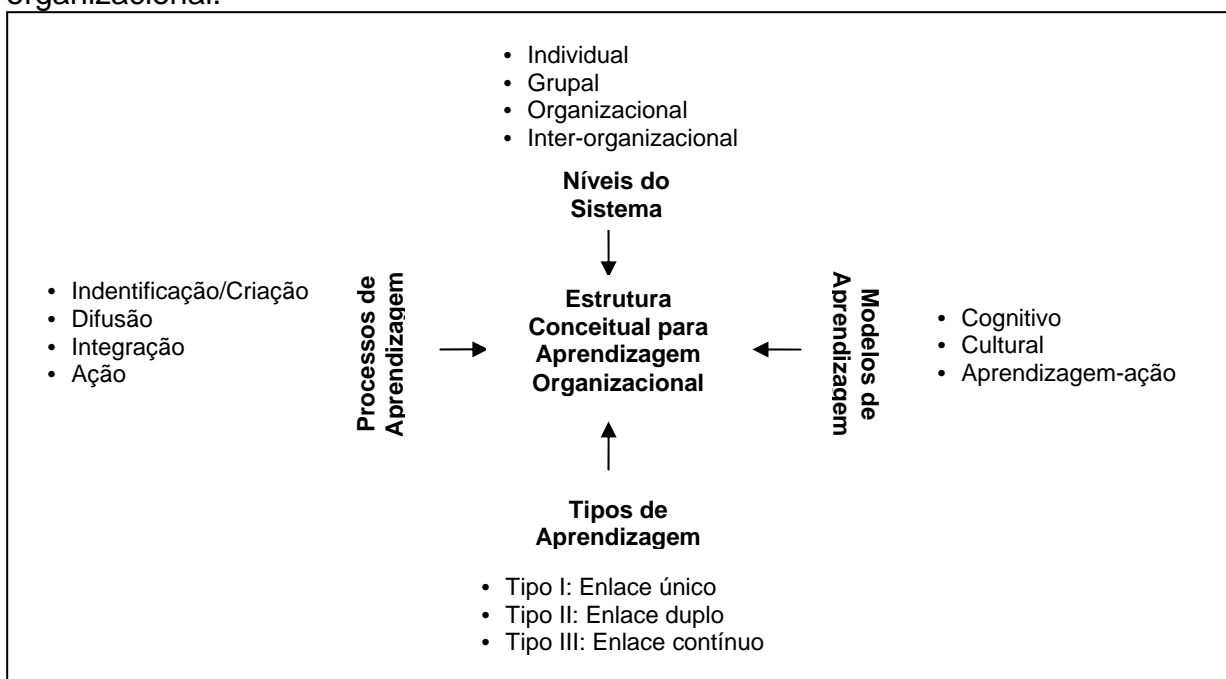 organizacional.
• Individual
• Grupal
• Organizacional
• Inter-organizacional
Níveis do
Sistema
• Indentificação/Criação
• Difusão
• Integração
• Ação
Processos de
Aprendizagem
Estrutura
Conceitual para
Aprendizagem
Organizacional
Modelos de
Aprendizagem
• Cognitivo
• Cultural
• Aprendizagem-ação
Tipos de
Aprendizagem
• Tipo I: Enlace único
• Tipo II: Enlace duplo
• Tipo III: Enlace contínuo